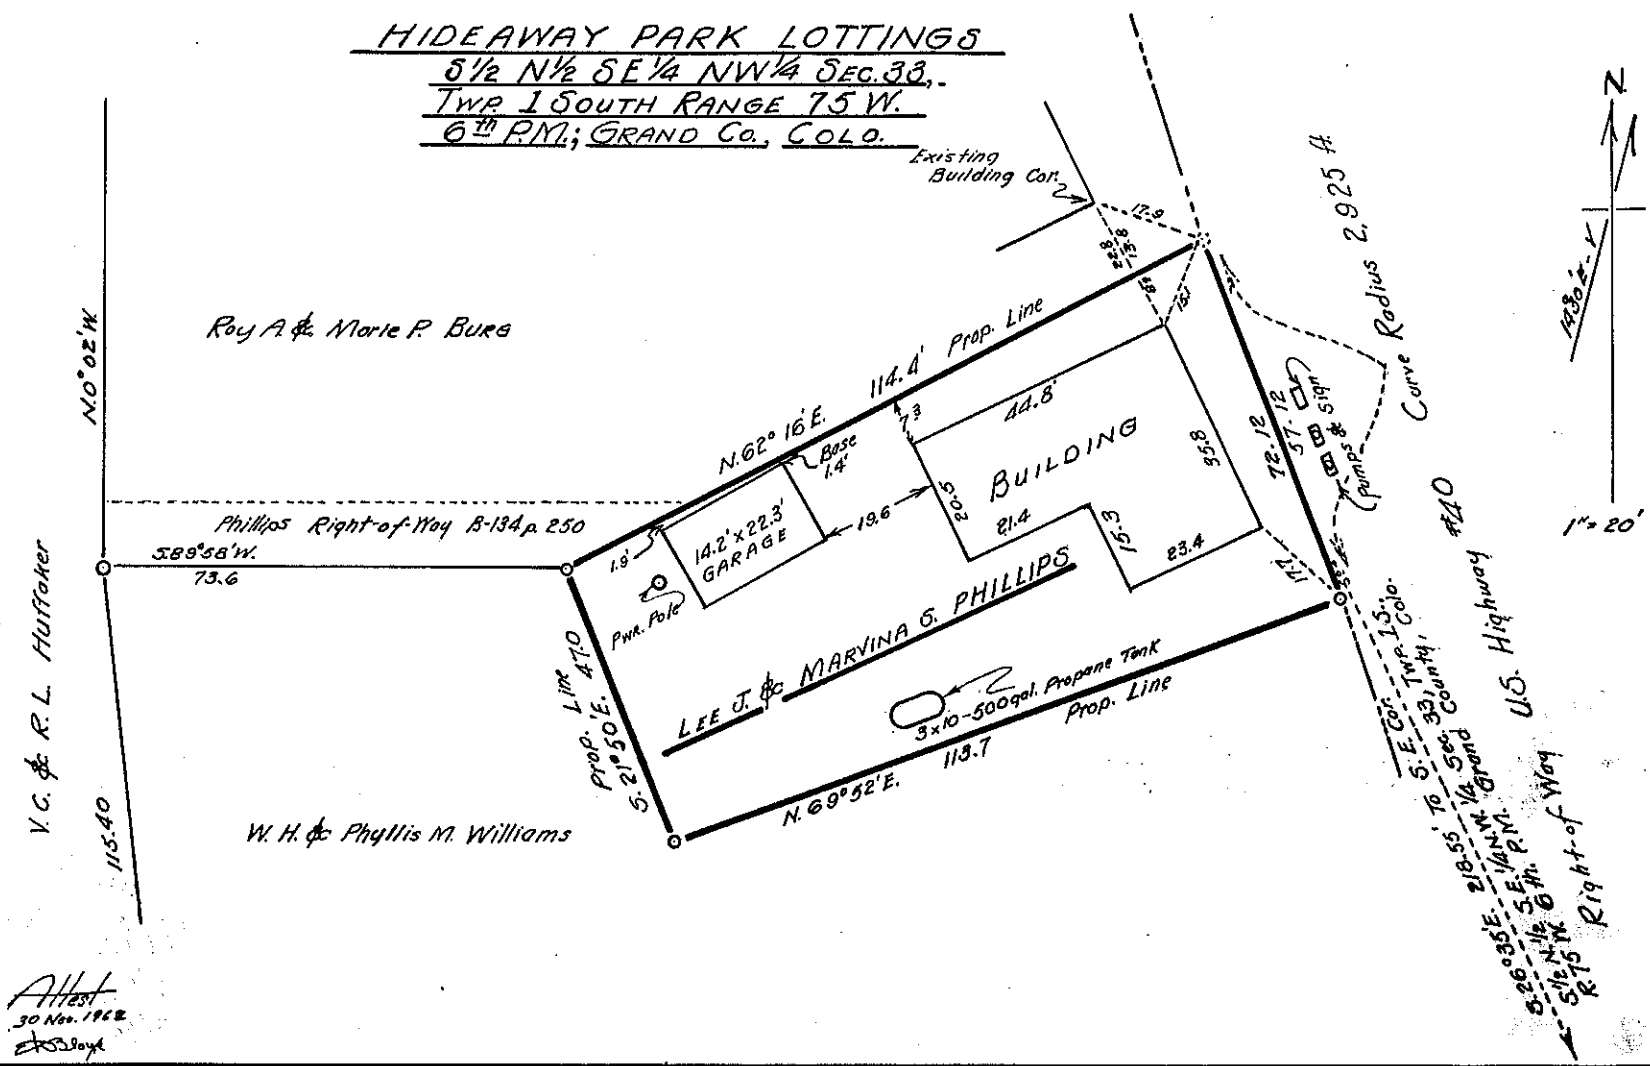 HIDEAWAY PARK LOTTINGS
S1/2 N1/2 SE1/4 NW1/4 SEC. 33,
TWP. 1 SOUTH RANGE 75 W.
6th P.M.; GRAND CO., COLO.
Existing
Building Cor.
17.9
22.8
13.8
15.1
N
1"= 20'
Curve Radius 2,925 ft.
N.0°02'W.
Roy A & Marie P. Bure
N.62°16'E. 114.4' Prop. Line
Base
1.4'
7.3
44.8'
BUILDING
35.8
72.12
57.12
Pumps & Sign
20.5
21.4
15.3
23.4
17.7
19.6
14.2' x 22.3'
GARAGE
1.9'
Pwr. Pole
Phillips Right-of-Way B-134 p. 250
S.89°58'W.
73.6
LEE J. & MARVINA S. PHILLIPS
3x10-500 gal. Propane Tank
Prop. Line
S.21°50'E. 47.0
N. 69°52'E. 113.7
Prop. Line
V.C. & R.L. Huffaker
115.40
W. H. & Phyllis M. Williams
U.S. Highway #40
Right-of Way
S.26°35'E. 218.55' To S.E. Cor.
S1/2 N.1/2 S.E.1/4 N.W.1/4 Sec. 33, Twp. 1 S.,
R.75 W. 6th. P.M. Grand County, Colo.
Attest
30 Nov. 1962